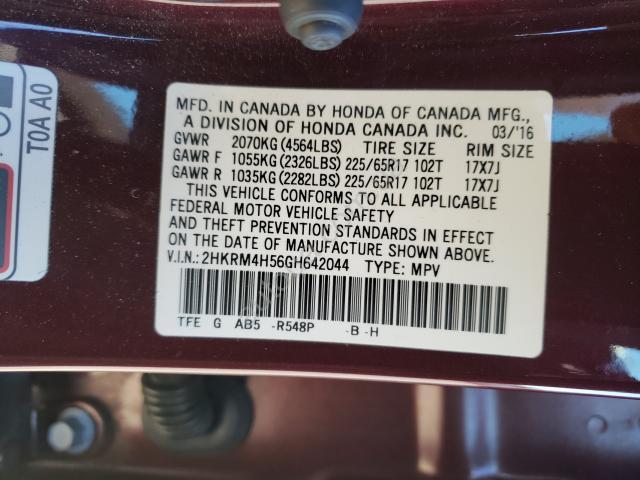 T0A A0
MFD. IN CANADA BY HONDA OF CANADA MFG.,
A DIVISION OF HONDA CANADA INC. 03/'16
GVWR 2070KG(4564LBS) TIRE SIZE RIM SIZE
GAWR F 1055KG(2326LBS) 225/65R17 102T 17X7J
GAWR R 1035KG(2282LBS) 225/65R17 102T 17X7J
THIS VEHICLE CONFORMS TO ALL APPLICABLE
FEDERAL MOTOR VEHICLE SAFETY
AND THEFT PREVENTION STANDARDS IN EFFECT
ON THE DATE OF MANUFACTURE SHOWN ABOVE.
V.I.N.: 2HKRM4H56GH642044 TYPE: MPV
TFE G AB5 -R548P -B -H